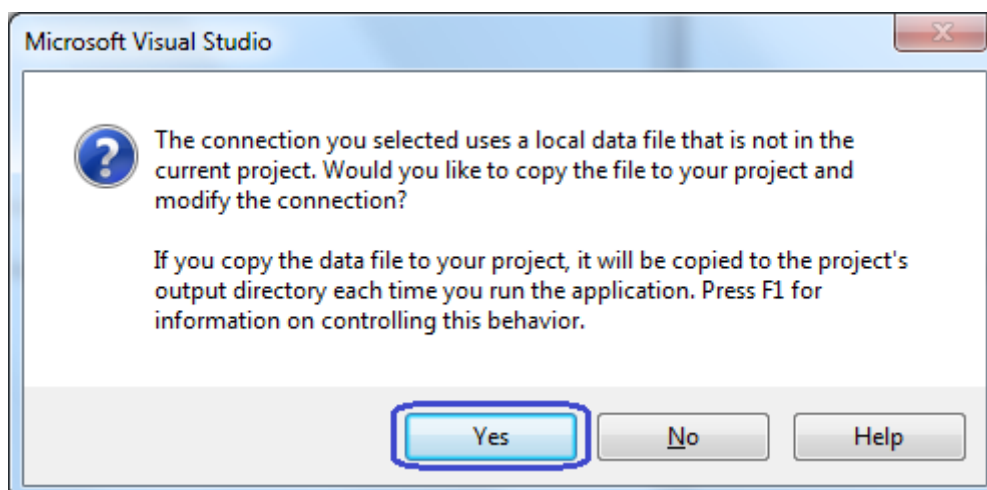 Microsoft Visual Studio
The connection you selected uses a local data file that is not in the
current project. Would you like to copy the file to your project and
modify the connection?
If you copy the data file to your project, it will be copied to the project's
output directory each time you run the application. Press F1 for
information on controlling this behavior.
Yes No Help